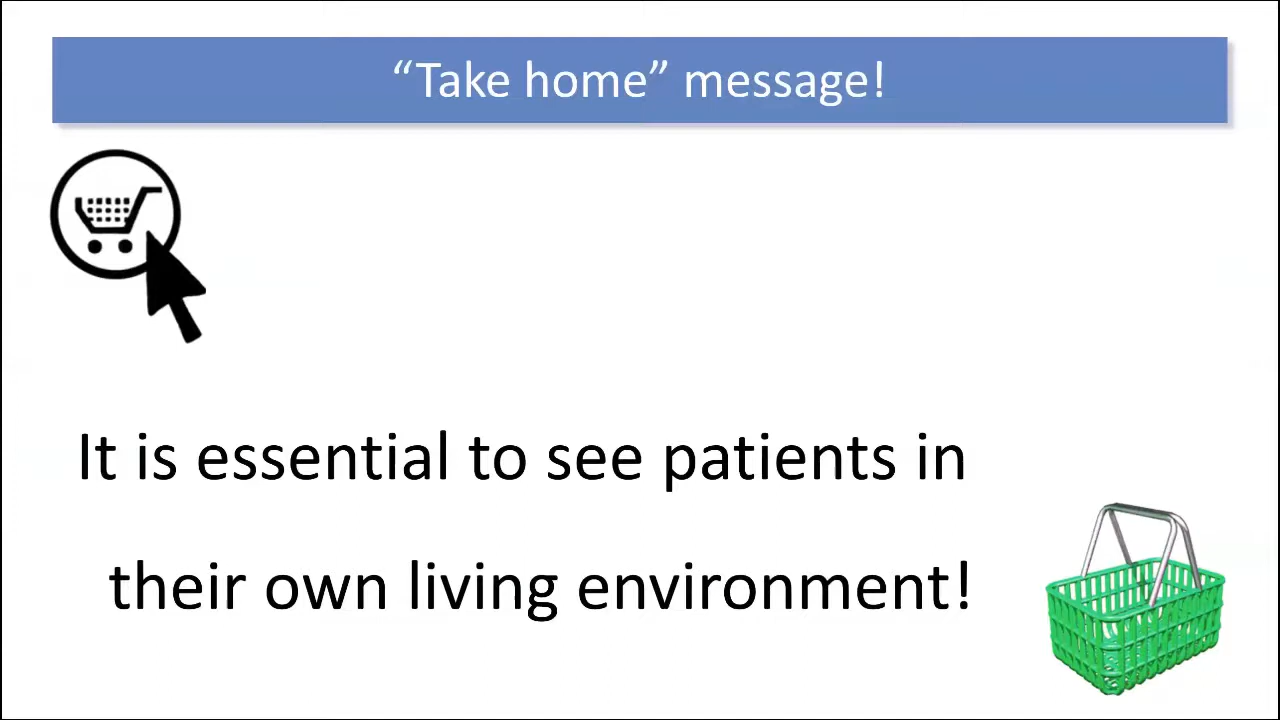 “Take home” message!
It is essential to see patients in
their own living environment!